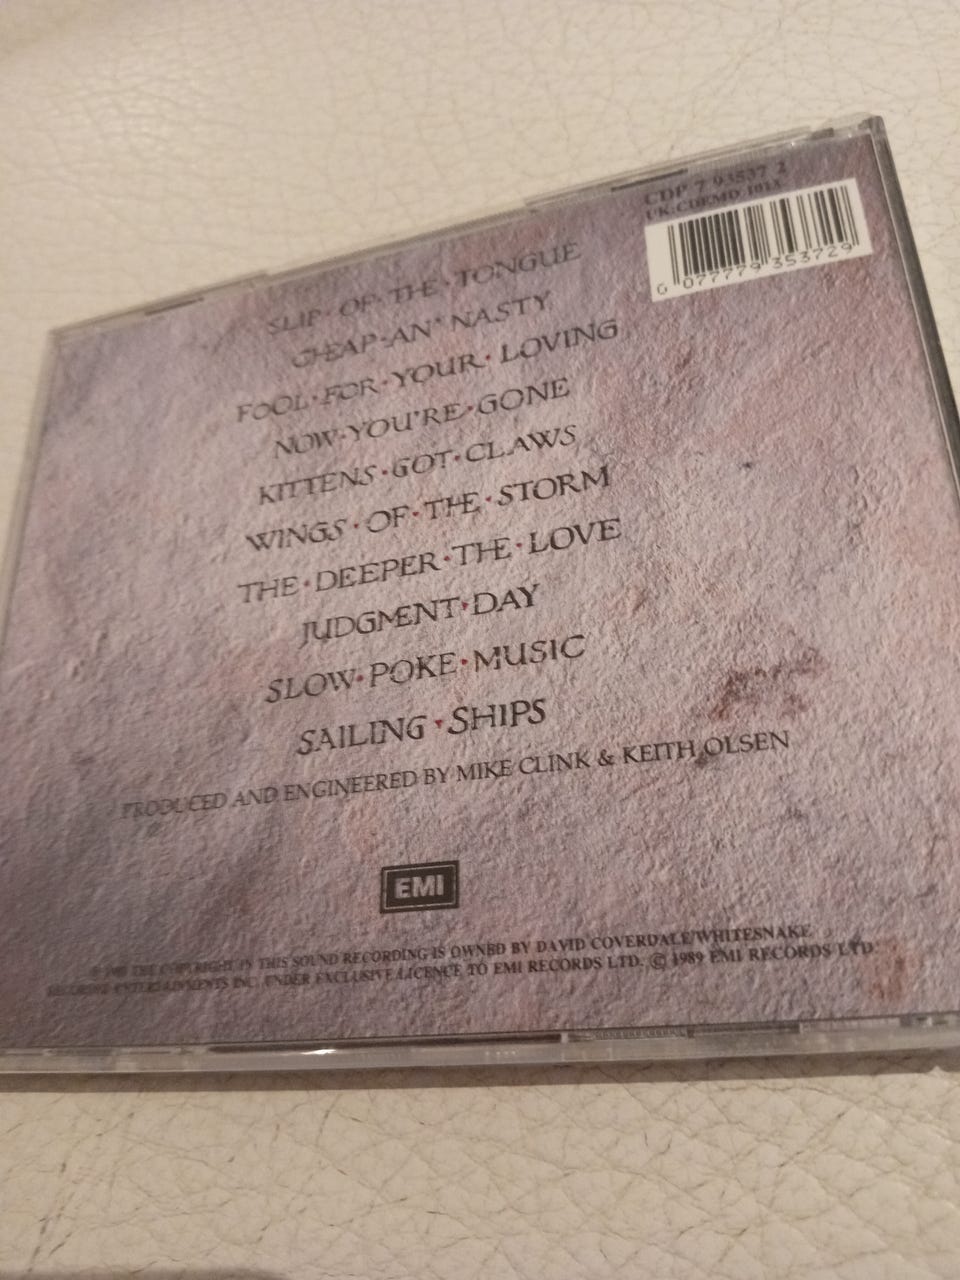 CDP 7 93537 2
UK:CDEMD 1013
0 077779 353729
SLIP·OF·THE·TONGUE
CHEAP·AN'·NASTY
FOOL·FOR·YOUR·LOVING
NOW·YOU'RE·GONE
KITTENS·GOT·CLAWS
WINGS·OF·THE·STORM
THE·DEEPER·THE·LOVE
JUDGMENT·DAY
SLOW·POKE·MUSIC
SAILING·SHIPS
PRODUCED AND ENGINEERED BY MIKE CLINK & KEITH OLSEN
EMI
THE COPYRIGHT IN THIS SOUND RECORDING IS OWNED BY DAVID COVERDALE/WHITESNAKE
ENTERTAINMENTS INC. UNDER EXCLUSIVE LICENCE TO EMI RECORDS LTD. © 1989 EMI RECORDS LTD.